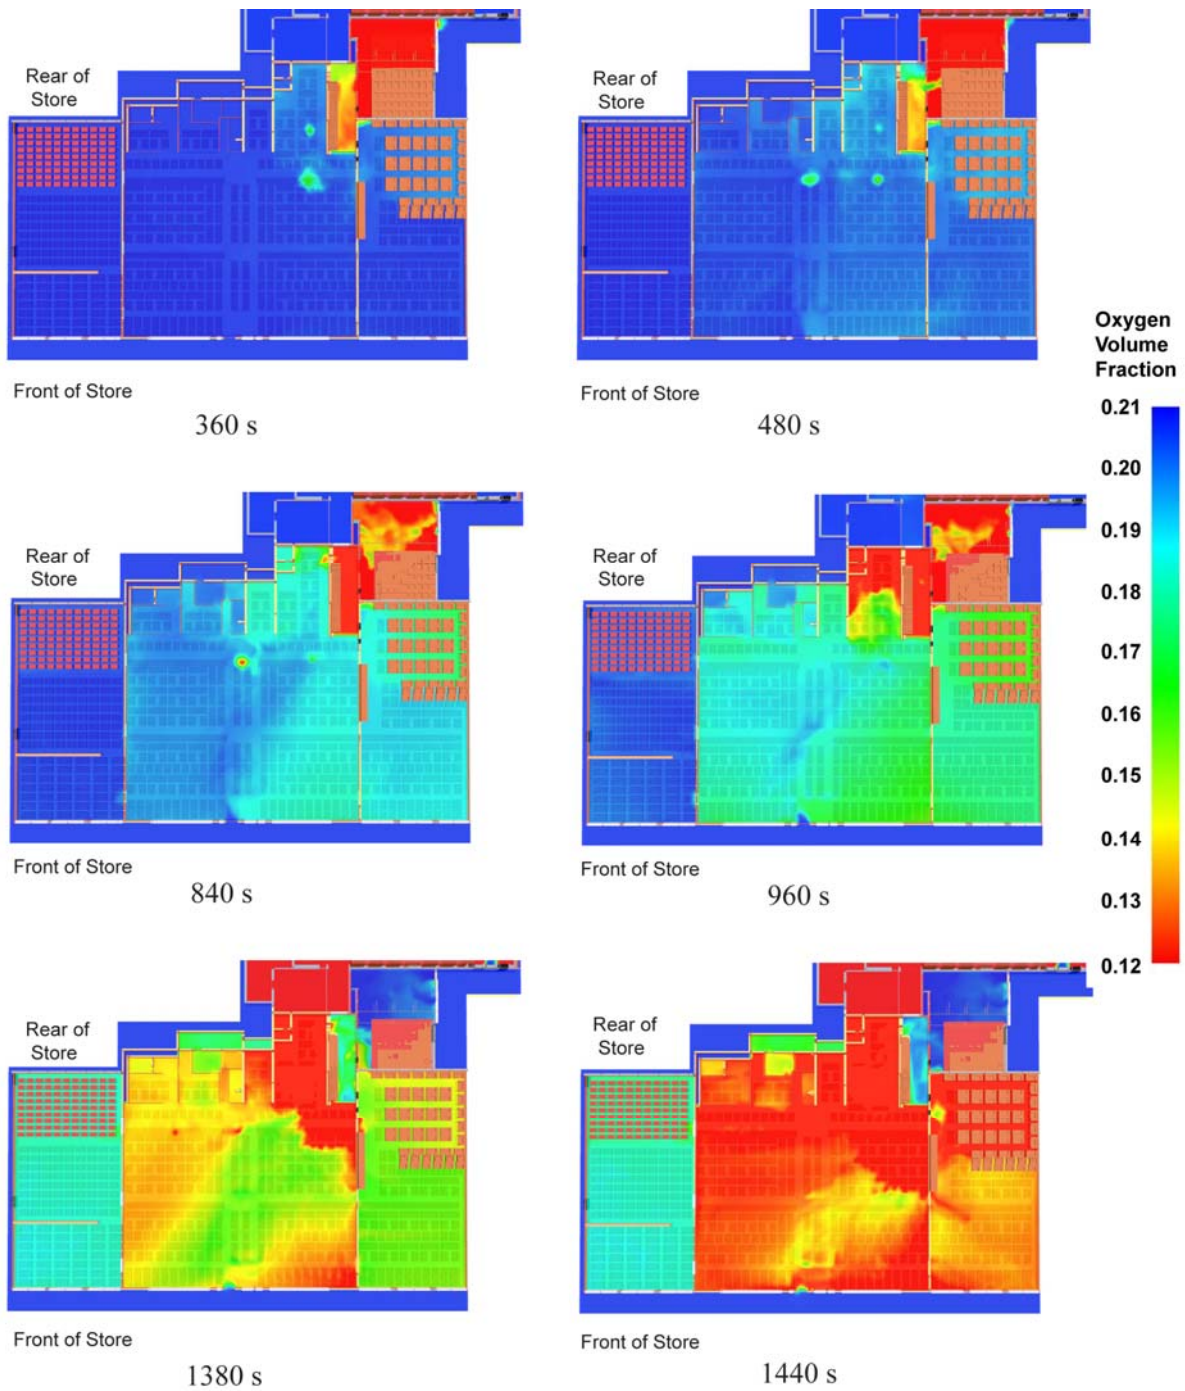 Rear of
Store
Rear of
Store
Front of Store
Front of Store
360 s
480 s
Oxygen
Volume
Fraction
0.21
0.20
0.19
0.18
0.17
0.16
0.15
0.14
0.13
0.12
Rear of
Store
Rear of
Store
Front of Store
Front of Store
840 s
960 s
Rear of
Store
Rear of
Store
Front of Store
Front of Store
1380 s
1440 s